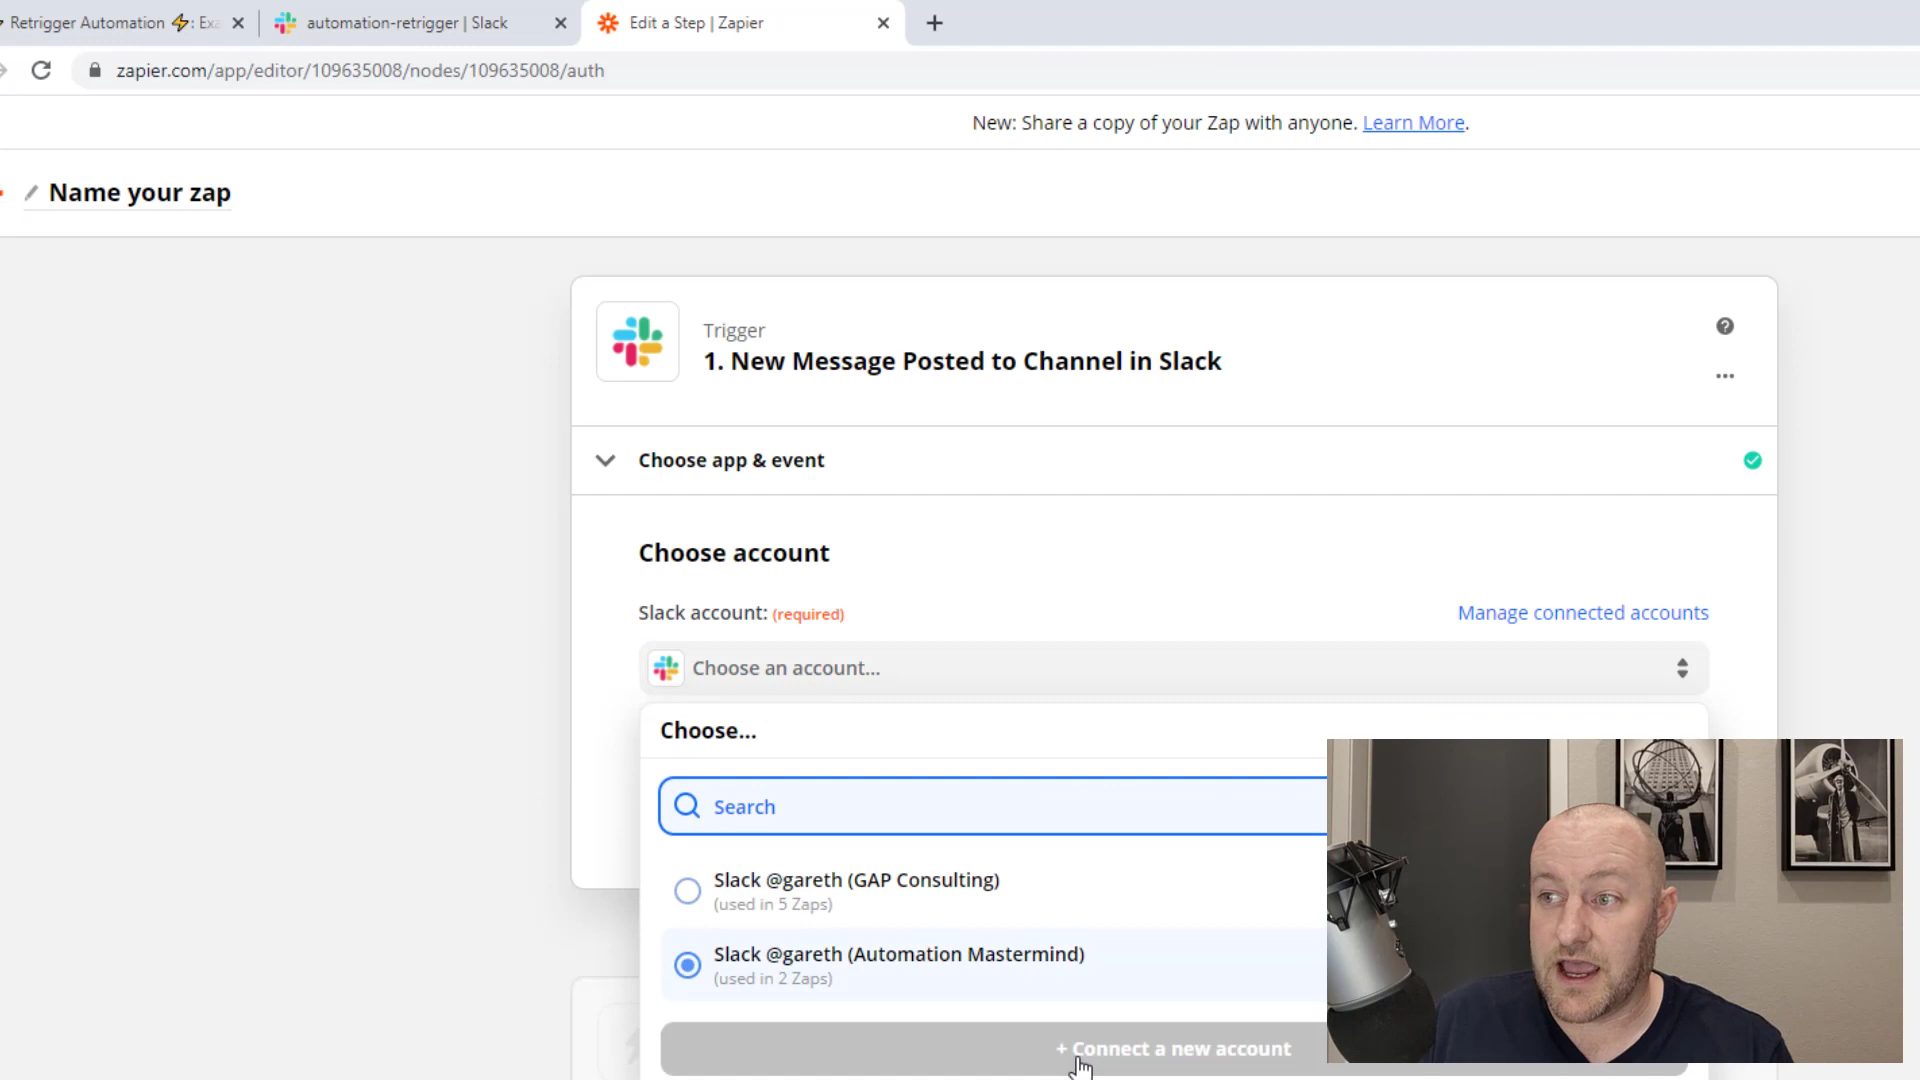 Retrigger Automation ⚡: Exa
automation-retrigger | Slack
Edit a Step | Zapier
zapier.com/app/editor/109635008/nodes/109635008/auth
New: Share a copy of your Zap with anyone. Learn More.
Name your zap
Trigger
1. New Message Posted to Channel in Slack
Choose app & event
Choose account
Slack account: (required)
Manage connected accounts
Choose an account...
Choose...
Search
Slack @gareth (GAP Consulting)
(used in 5 Zaps)
Slack @gareth (Automation Mastermind)
(used in 2 Zaps)
+ Connect a new account